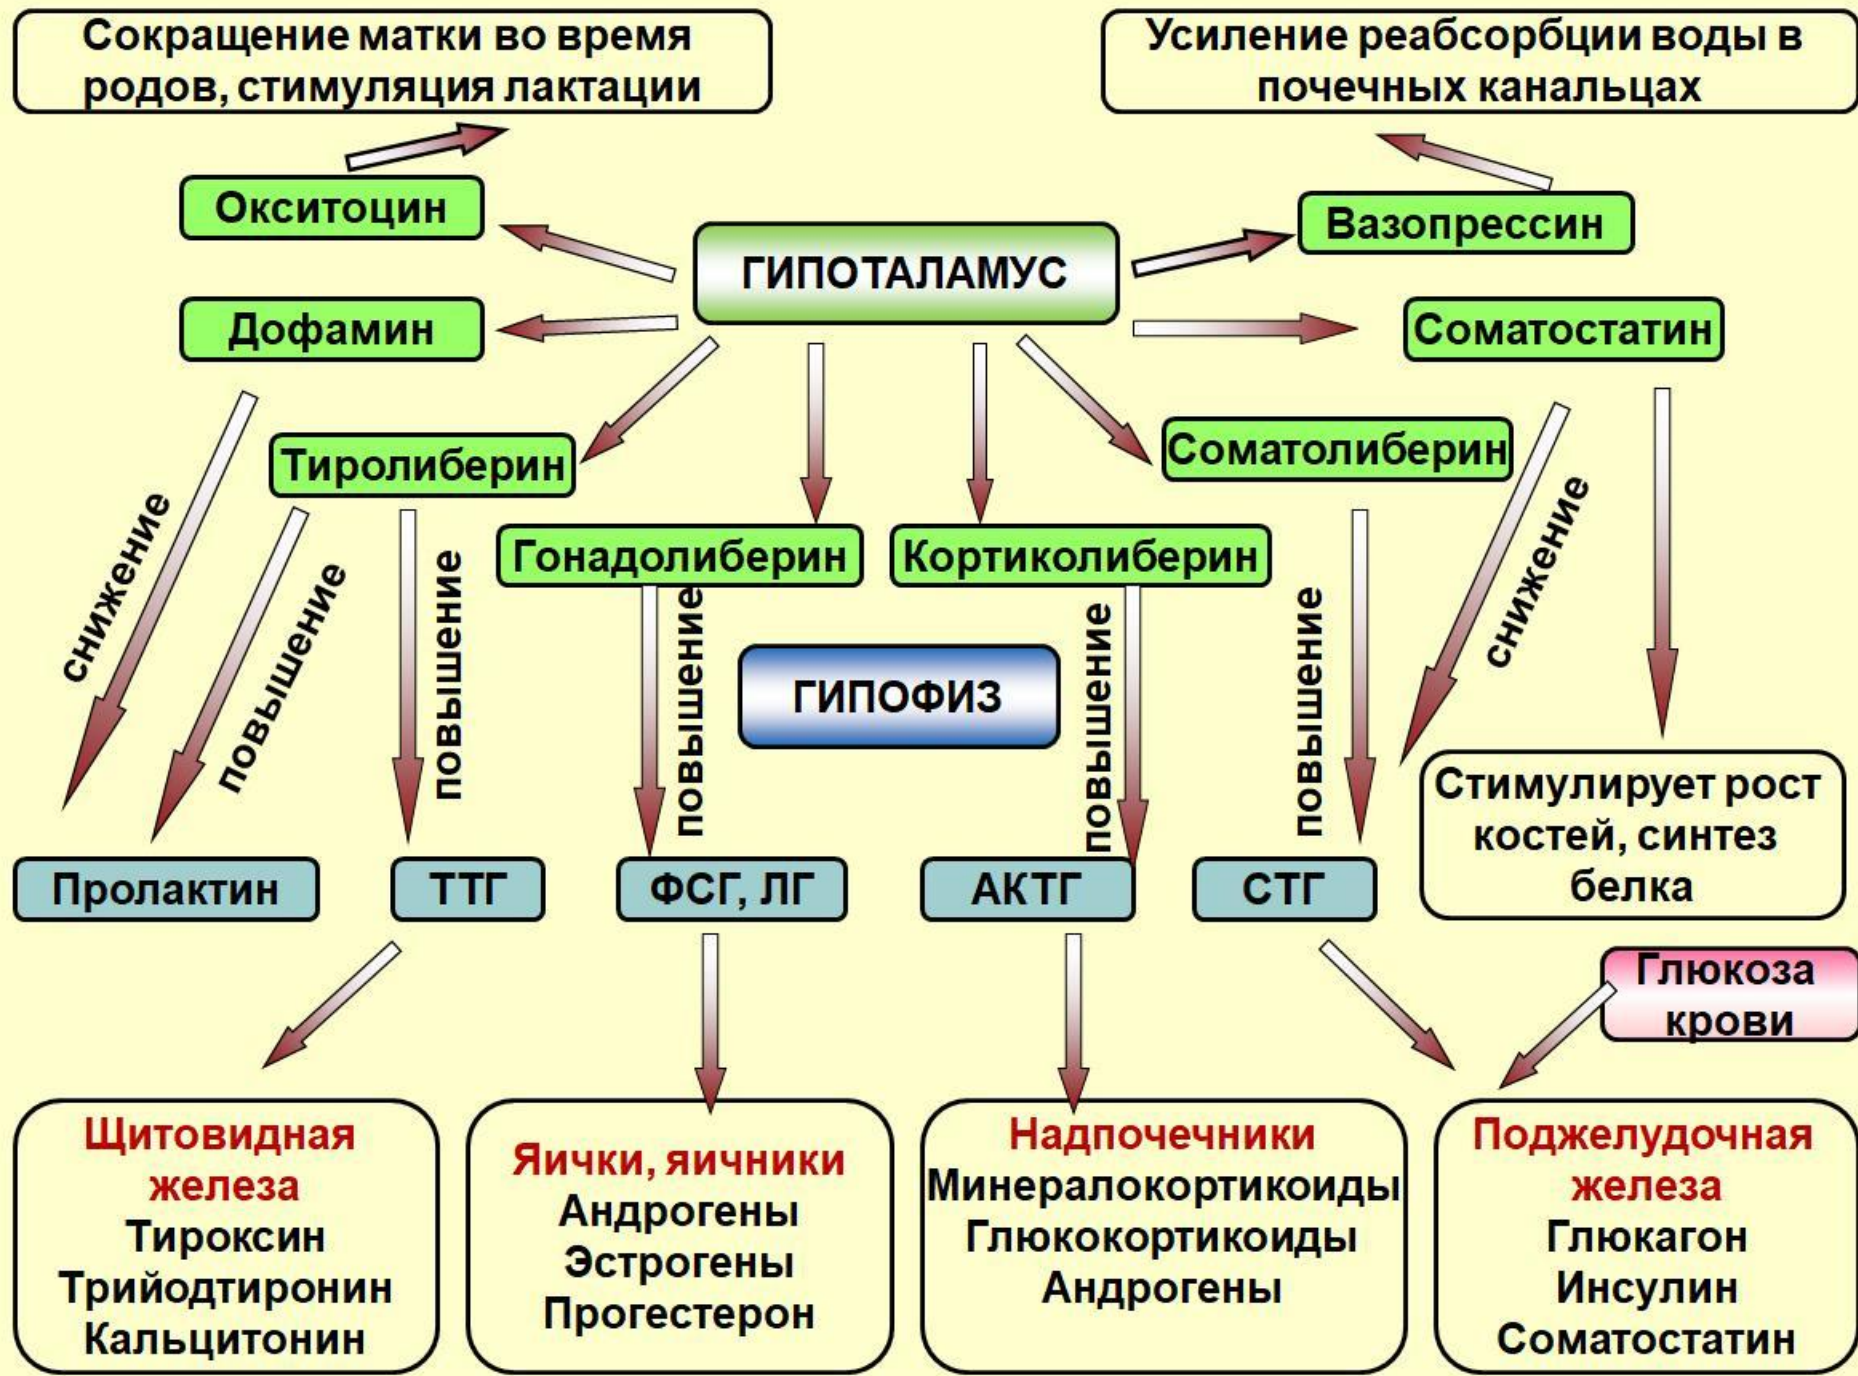 Сокращение матки во время
родов, стимуляция лактации
Усиление реабсорбции воды в
почечных канальцах
Окситоцин
Вазопрессин
ГИПОТАЛАМУС
Дофамин
Соматостатин
Тиролиберин
Соматолиберин
Гонадолиберин
Кортиколиберин
снижение
повышение
повышение
повышение
ГИПОФИЗ
повышение
повышение
снижение
Стимулирует рост
костей, синтез
белка
Пролактин
ТТГ
ФСГ, ЛГ
АКТГ
СТГ
Глюкоза
крови
Щитовидная
железа
Тироксин
Трийодтиронин
Кальцитонин
Яички, яичники
Андрогены
Эстрогены
Прогестерон
Надпочечники
Минералокортикоиды
Глюкокортикоиды
Андрогены
Поджелудочная
железа
Глюкагон
Инсулин
Соматостатин